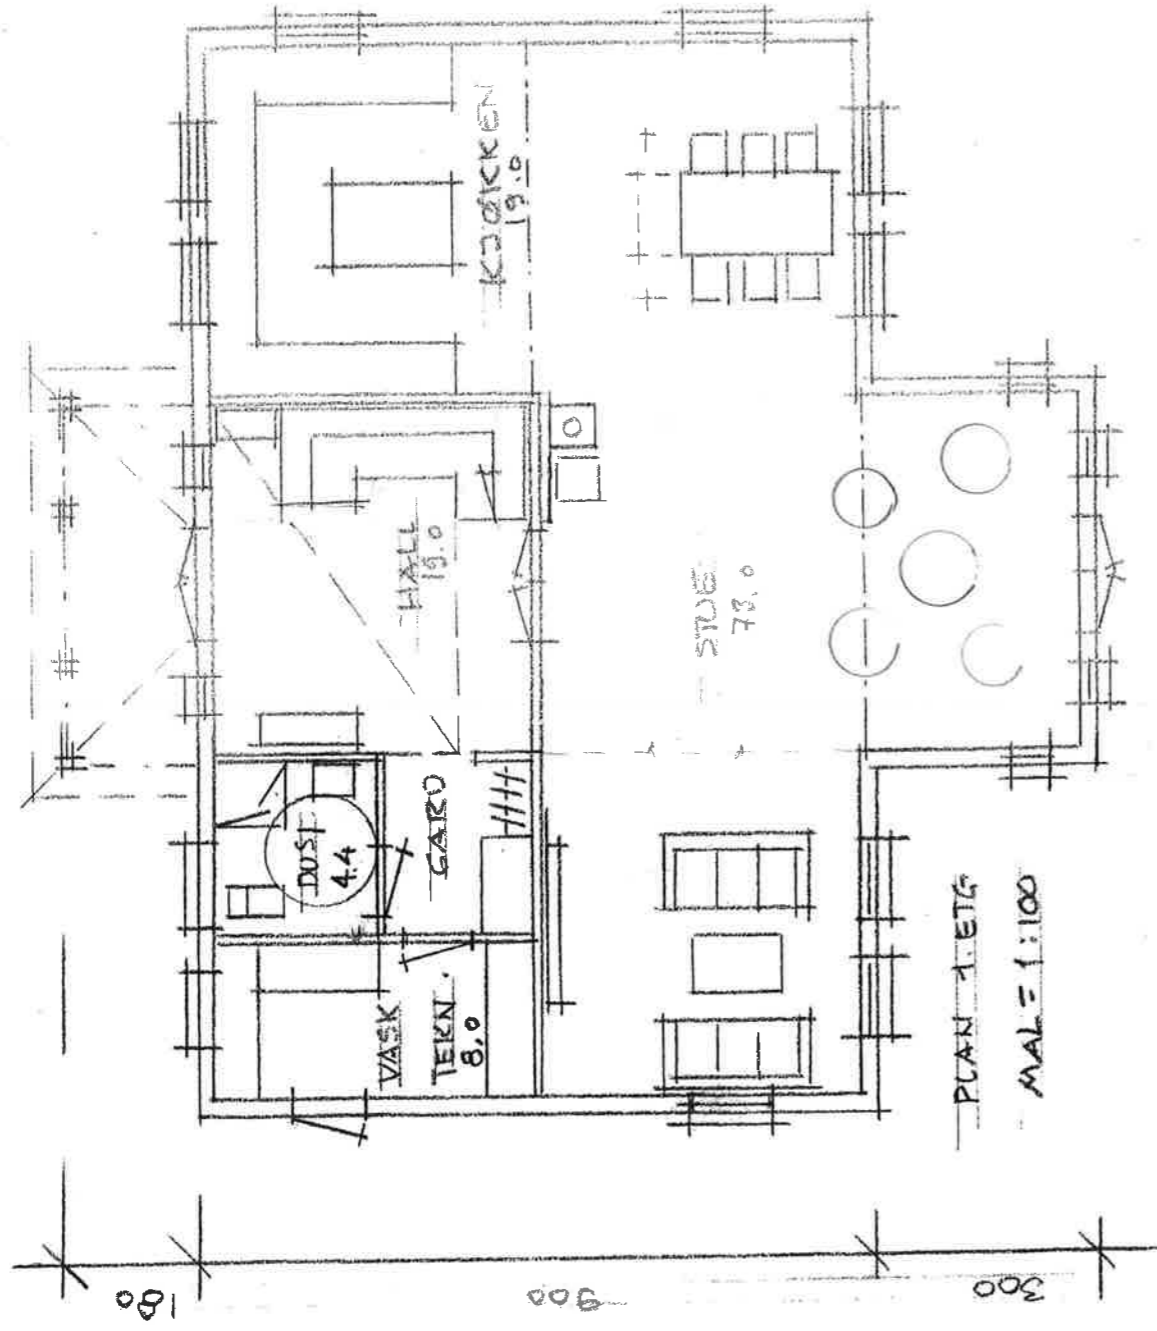 KJØKKEN
19.0
HALL
19.0
STUE
73.0
DUSJ
4.4
GARD
VASK
TEKN.
8,0
PLAN 1.ETG
MÅL = 1:100
180
900
300